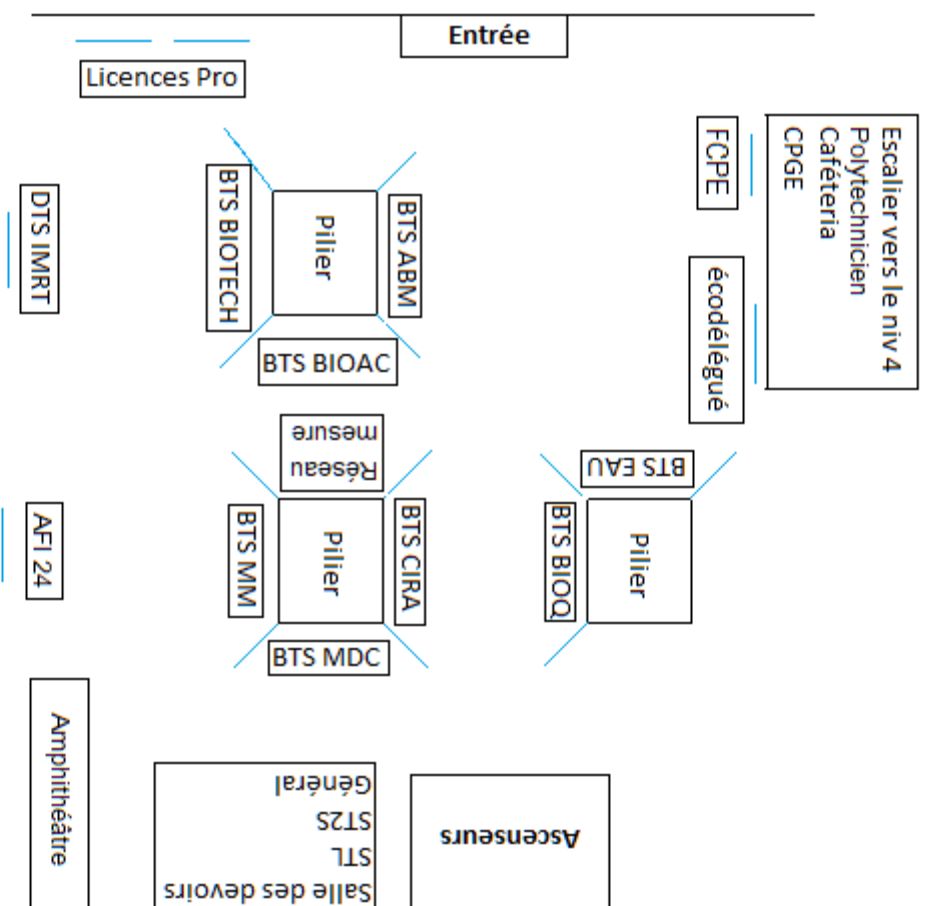 Entrée
Licences Pro
FCPE
Escalier vers le niv 4
Polytechnicien
Caféteria
CPGE
DTS IMRT
BTS BIOTECH
Pilier
BTS ABM
écodélégué
BTS BIOAC
Réseau
mesure
BTS EAU
AFI 24
BTS MM
Pilier
BTS CIRA
BTS BIOQ
Pilier
BTS MDC
Amphithéâtre
Salle des devoirs
STL
ST2S
Général
Ascenseurs